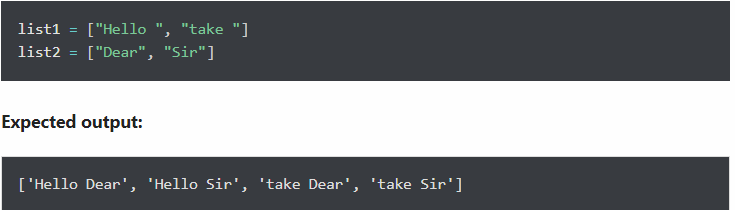 list1 = ["Hello ", "take "]
list2 = ["Dear", "Sir"]
Expected output:
['Hello Dear', 'Hello Sir', 'take Dear', 'take Sir']